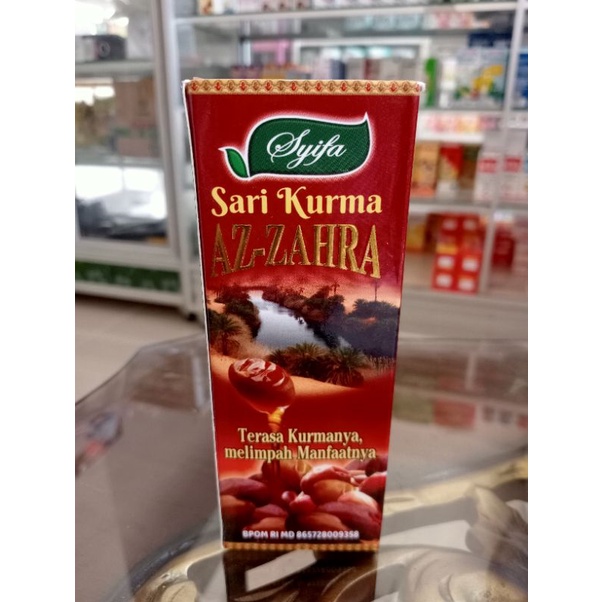 Syifa
Sari Kurma
AZ-ZAHRA
Terasa Kurmanya,
melimpah Manfaatnya
BPOM RI MD 865728009358